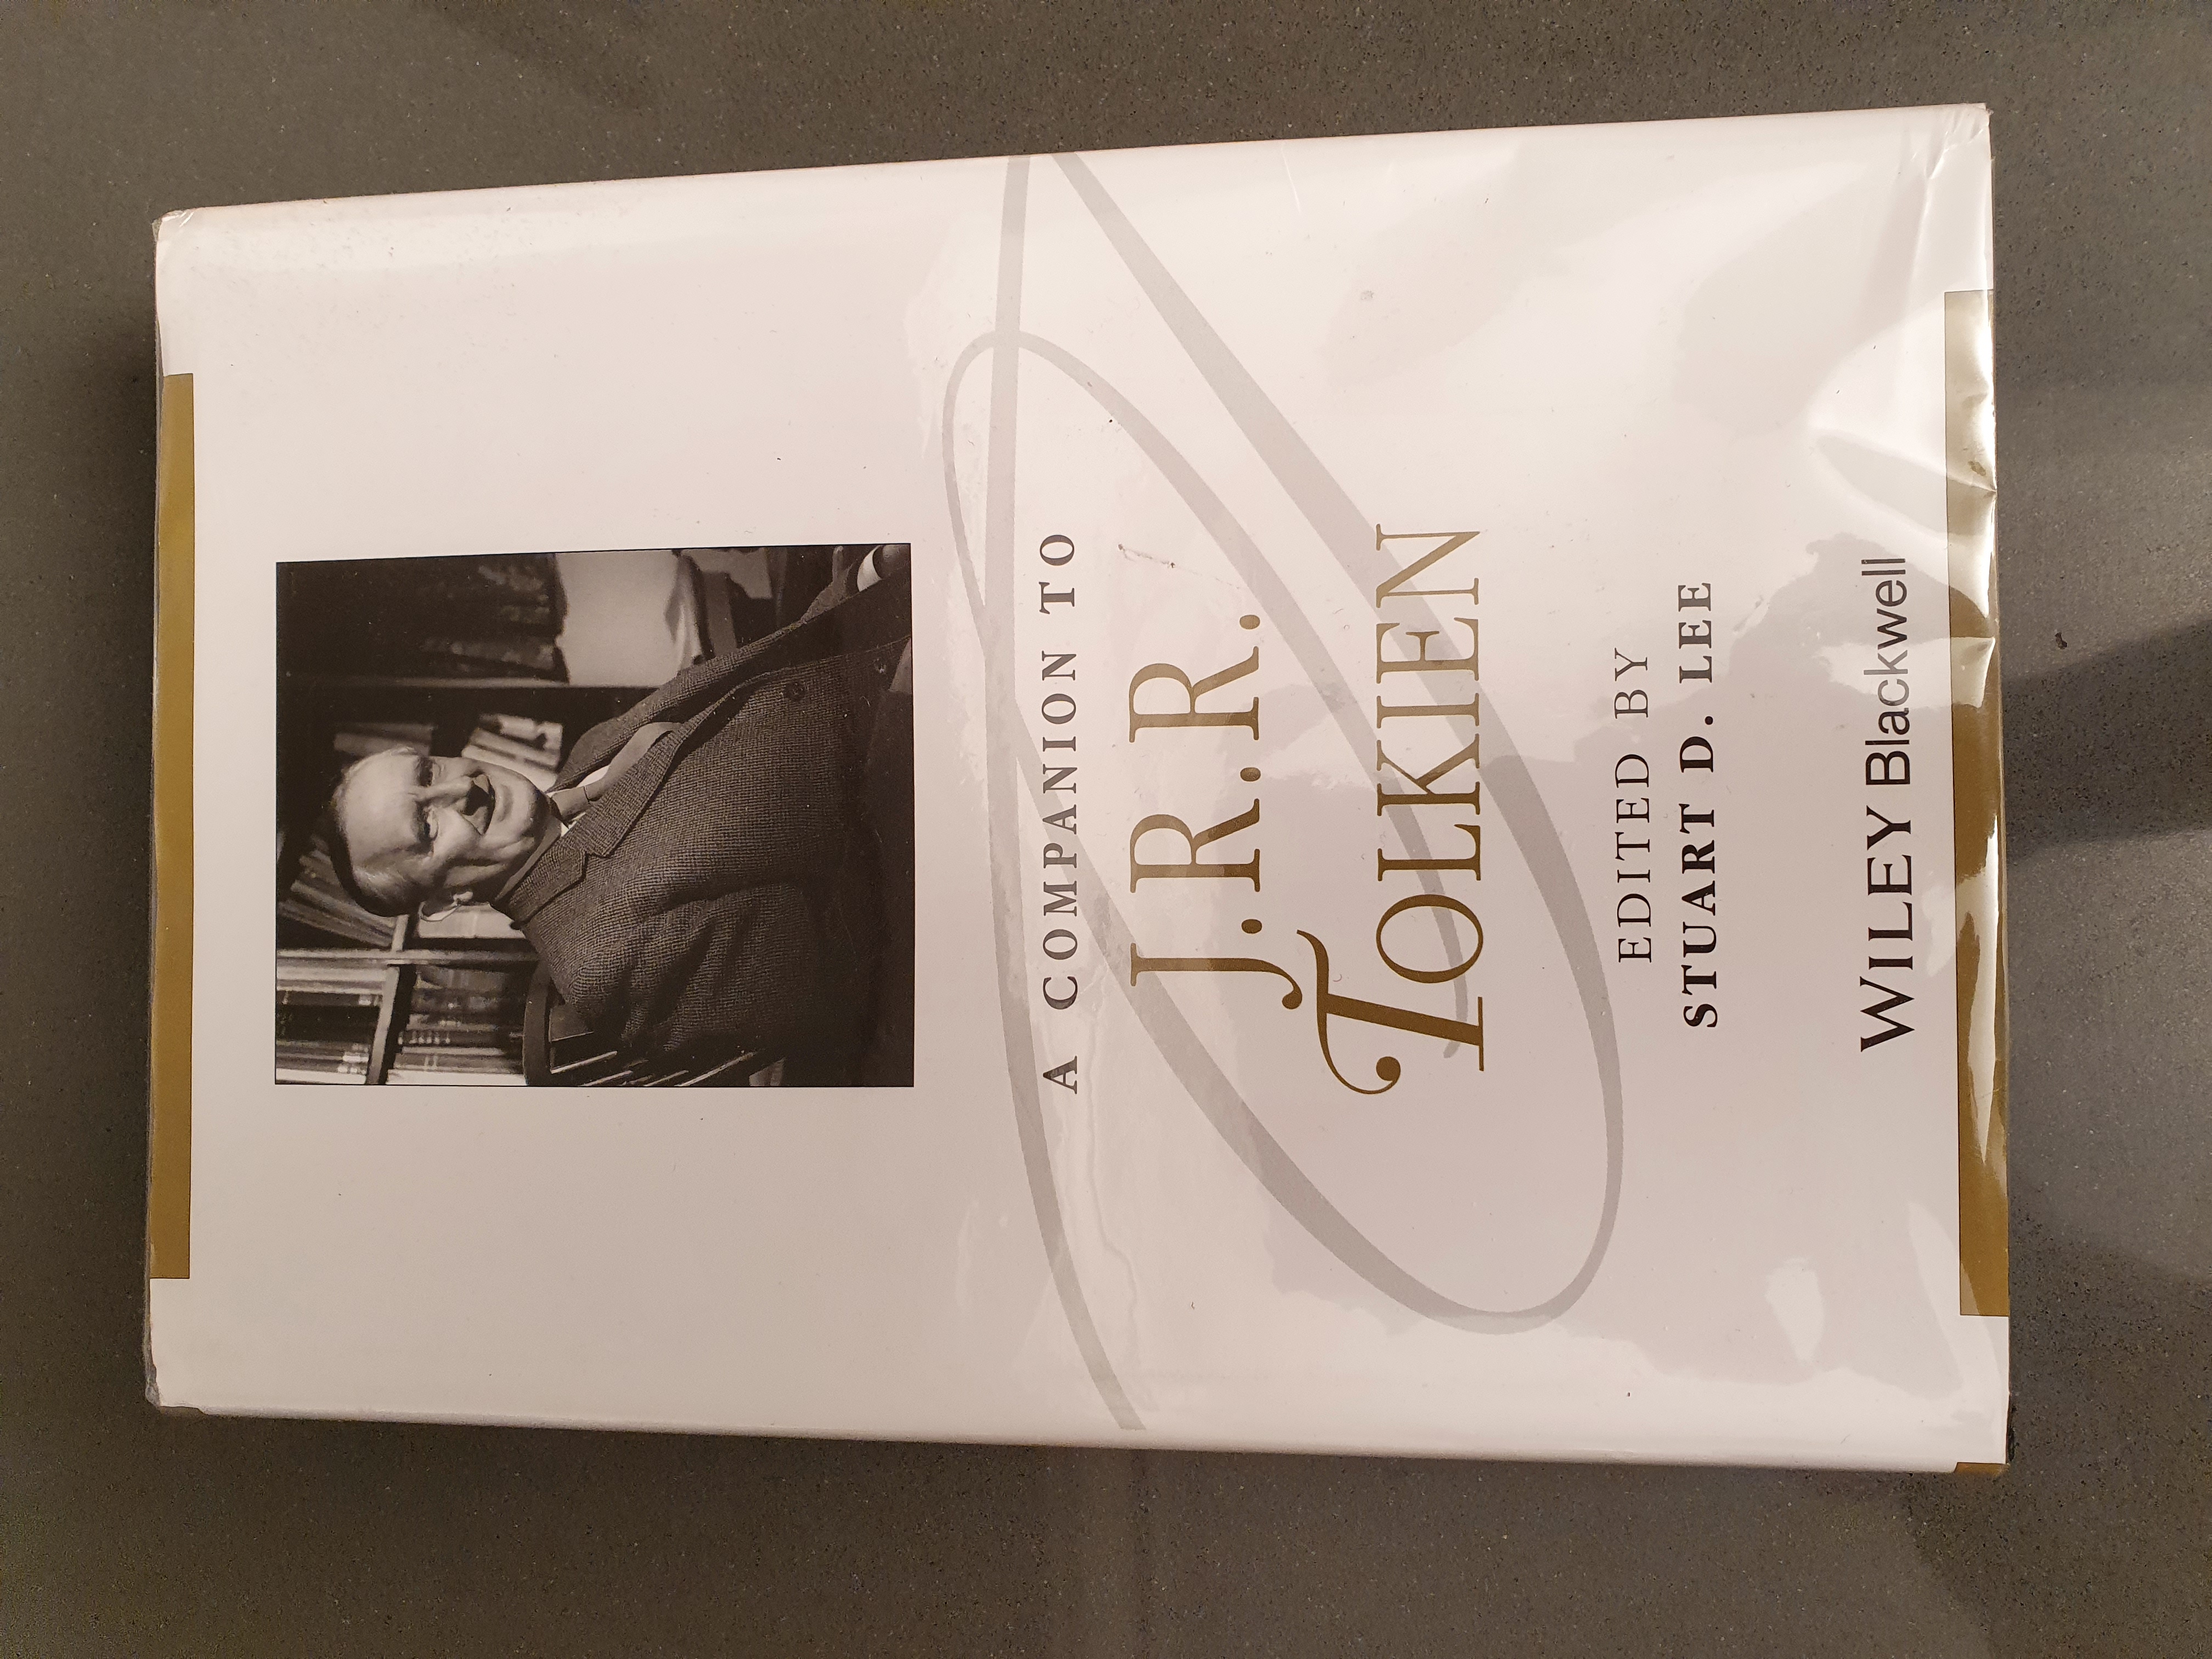 A COMPANION TO
J.R.R.
TOLKIEN
EDITED BY
STUART D. LEE
WILEY Blackwell